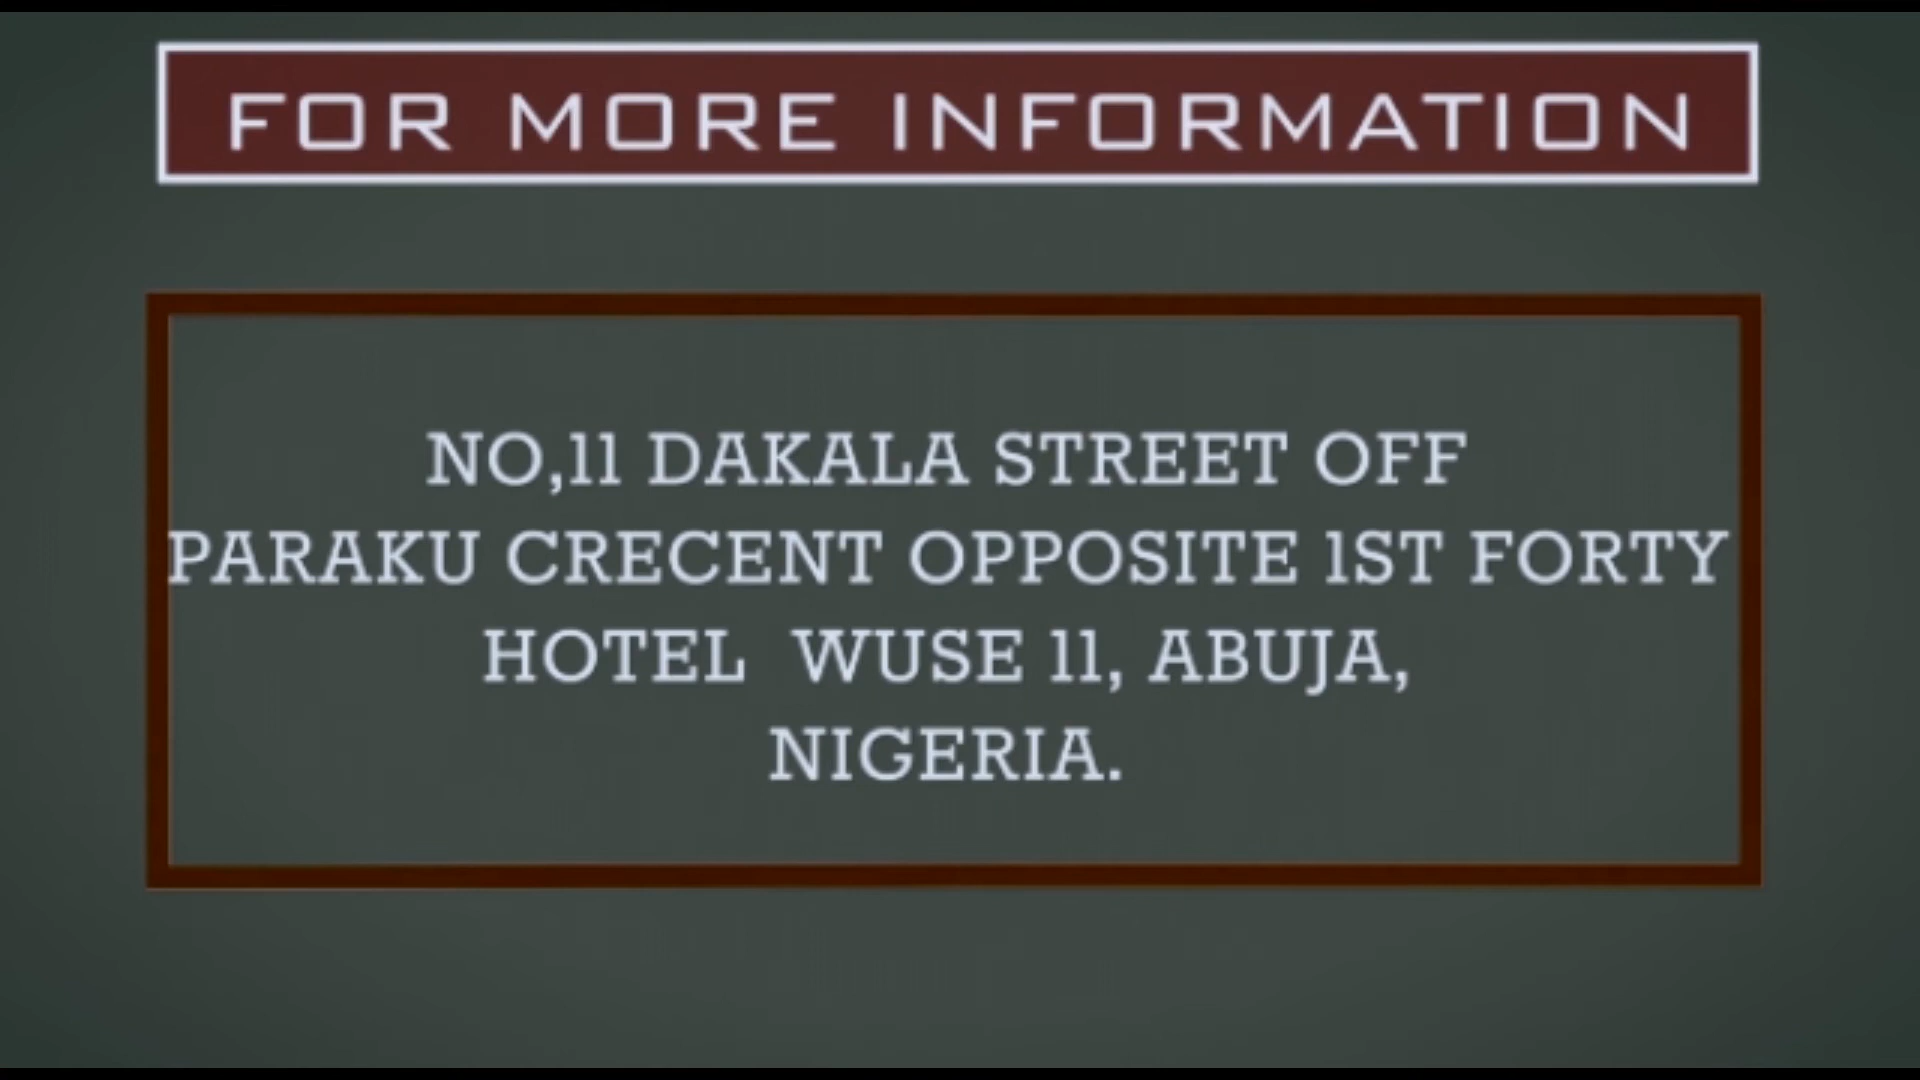 FOR MORE INFORMATION
NO,11 DAKALA STREET OFF
PARAKU CRECENT OPPOSITE 1ST FORTY
HOTEL WUSE 11, ABUJA,
NIGERIA.